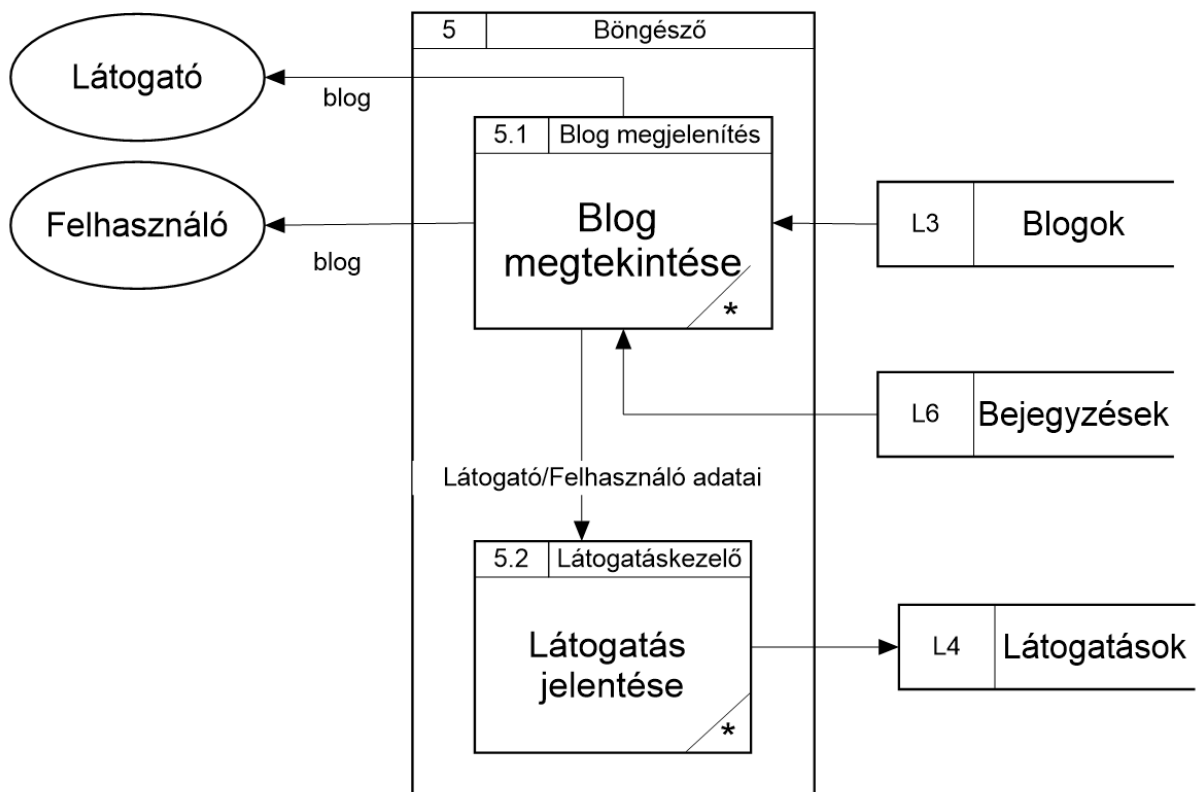 5
Böngésző
Látogató
blog
5.1
Blog megjelenítés
Blog
megtekintése
*
Felhasználó
blog
L3
Blogok
L6
Bejegyzések
Látogató/Felhasználó adatai
5.2
Látogatáskezelő
Látogatás
jelentése
*
L4
Látogatások